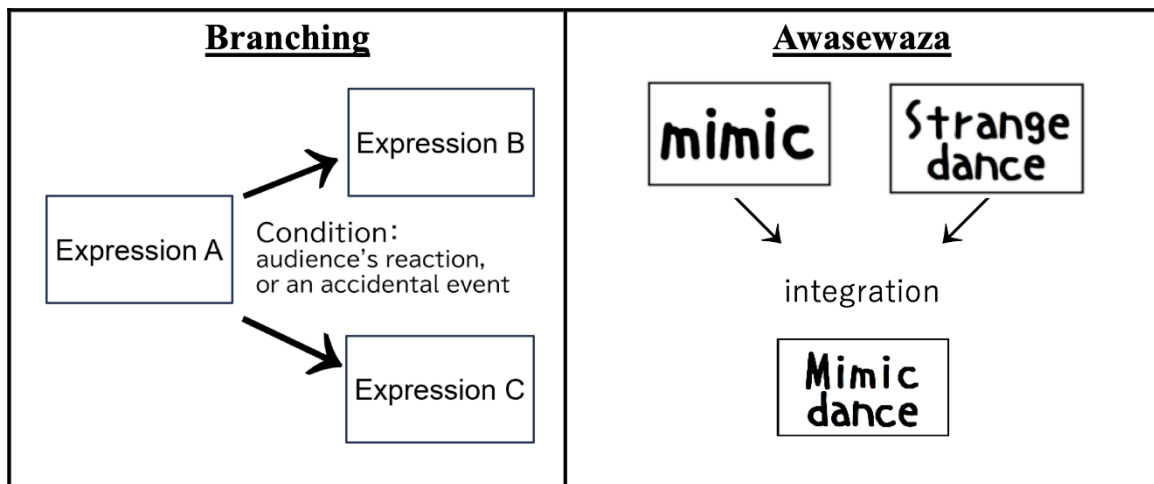 Branching
Expression A
Expression B
Condition:
audience's reaction,
or an accidental event
Expression C
Awasewaza
mimic
Strange
dance
integration
Mimic
dance